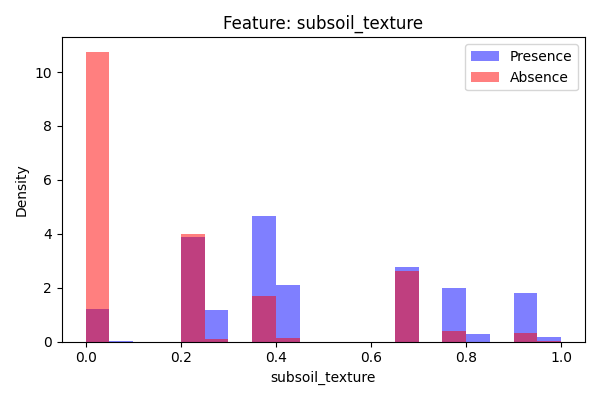 Feature: subsoil_texture
Presence
Absence
Density
10
8
6
4
2
0
0.0 0.2 0.4 0.6 0.8 1.0
subsoil_texture